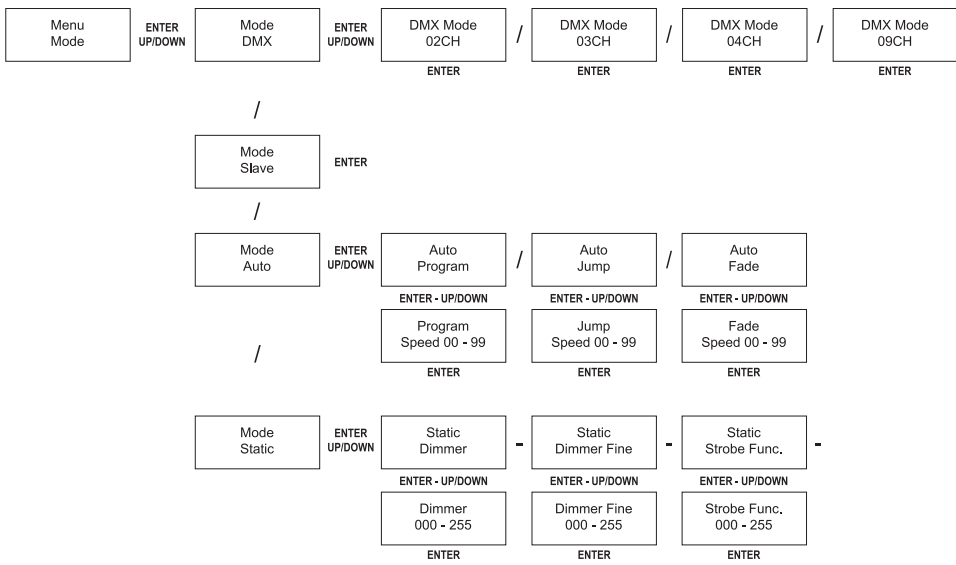 Menu
Mode
ENTER
UP/DOWN
Mode
DMX
ENTER
UP/DOWN
DMX Mode
02CH
/
DMX Mode
03CH
/
DMX Mode
04CH
/
DMX Mode
09CH
ENTER
ENTER
ENTER
ENTER
/
Mode
Slave
ENTER
/
Mode
Auto
ENTER
UP/DOWN
Auto
Program
/
Auto
Jump
/
Auto
Fade
ENTER - UP/DOWN
ENTER - UP/DOWN
ENTER - UP/DOWN
Program
Speed 00 - 99
Jump
Speed 00 - 99
Fade
Speed 00 - 99
ENTER
ENTER
ENTER
/
Mode
Static
ENTER
UP/DOWN
Static
Dimmer
-
Static
Dimmer Fine
-
Static
Strobe Func.
-
ENTER - UP/DOWN
ENTER - UP/DOWN
ENTER - UP/DOWN
Dimmer
000 - 255
Dimmer Fine
000 - 255
Strobe Func.
000 - 255
ENTER
ENTER
ENTER